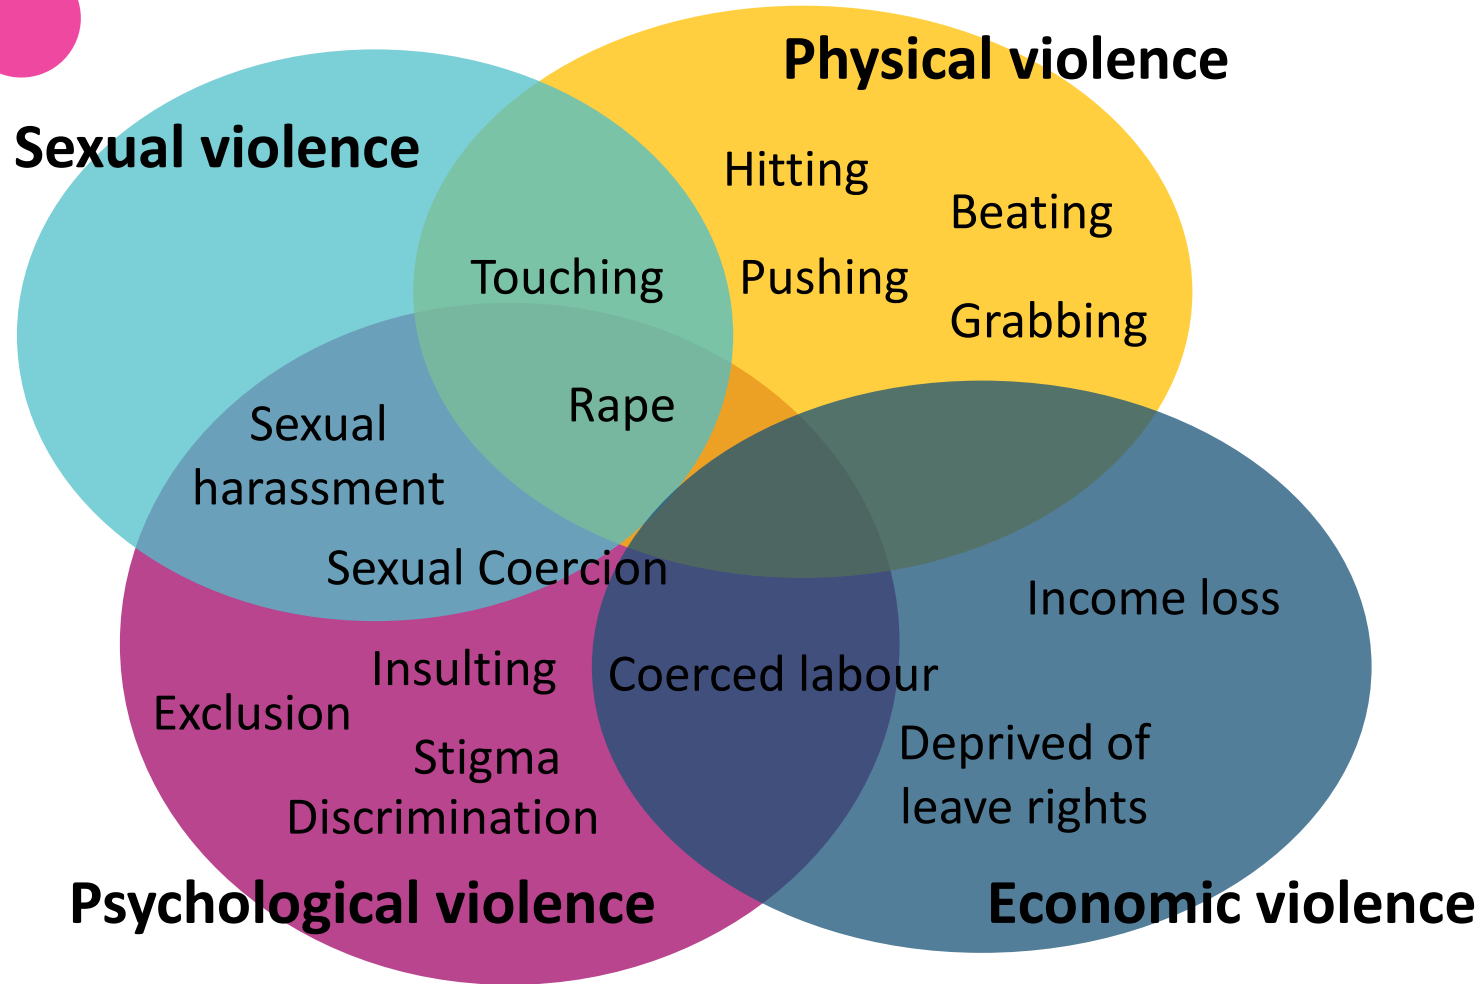 Physical violence
Sexual violence
Hitting
Beating
Touching
Pushing
Grabbing
Rape
Sexual
harassment
Sexual Coercion
Income loss
Insulting
Coerced labour
Exclusion
Stigma
Deprived of
leave rights
Discrimination
Psychological violence
Economic violence